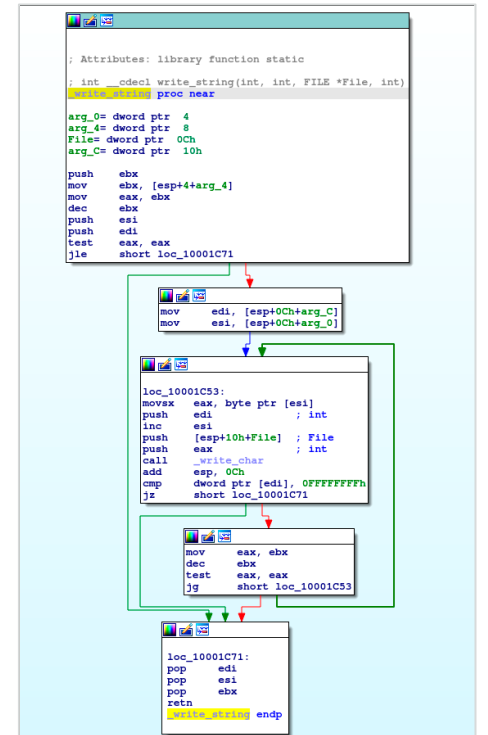 ; Attributes: library function static
; int __cdecl write_string(int, int, FILE *File, int)
_write_string proc near
arg_0= dword ptr  4
arg_4= dword ptr  8
File= dword ptr  0Ch
arg_C= dword ptr  10h
push    ebx
mov     ebx, [esp+4+arg_4]
mov     eax, ebx
dec     ebx
push    esi
push    edi
test    eax, eax
jle     short loc_10001C71
mov     edi, [esp+0Ch+arg_C]
mov     esi, [esp+0Ch+arg_0]
loc_10001C53:
movsx   eax, byte ptr [esi]
push    edi             ; int
inc     esi
push    [esp+10h+File]  ; File
push    eax             ; int
call    _write_char
add     esp, 0Ch
cmp     dword ptr [edi], 0FFFFFFFFh
jz      short loc_10001C71
mov     eax, ebx
dec     ebx
test    eax, eax
jg      short loc_10001C53
loc_10001C71:
pop     edi
pop     esi
pop     ebx
retn
_write_string endp